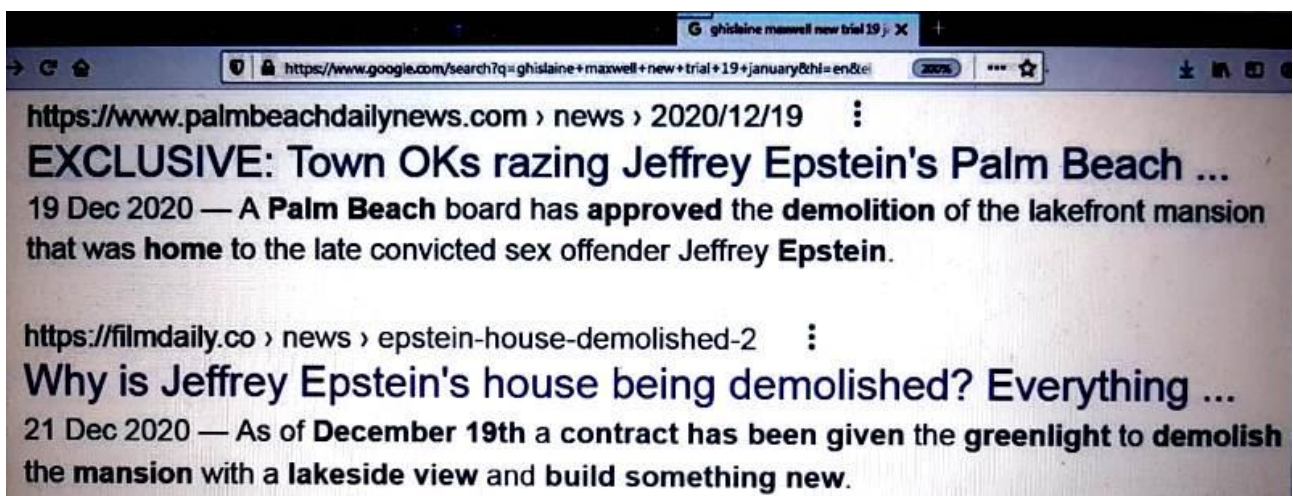 G ghislaine maxwell new trial 19 j
https://www.google.com/search?q=ghislaine+maxwell+new+trial+19+january&hl=en&ei
200%
https://www.palmbeachdailynews.com › news › 2020/12/19
EXCLUSIVE: Town OKs razing Jeffrey Epstein's Palm Beach ...
19 Dec 2020 — A Palm Beach board has approved the demolition of the lakefront mansion
that was home to the late convicted sex offender Jeffrey Epstein.
https://filmdaily.co › news › epstein-house-demolished-2
Why is Jeffrey Epstein's house being demolished? Everything ...
21 Dec 2020 — As of December 19th a contract has been given the greenlight to demolish
the mansion with a lakeside view and build something new.